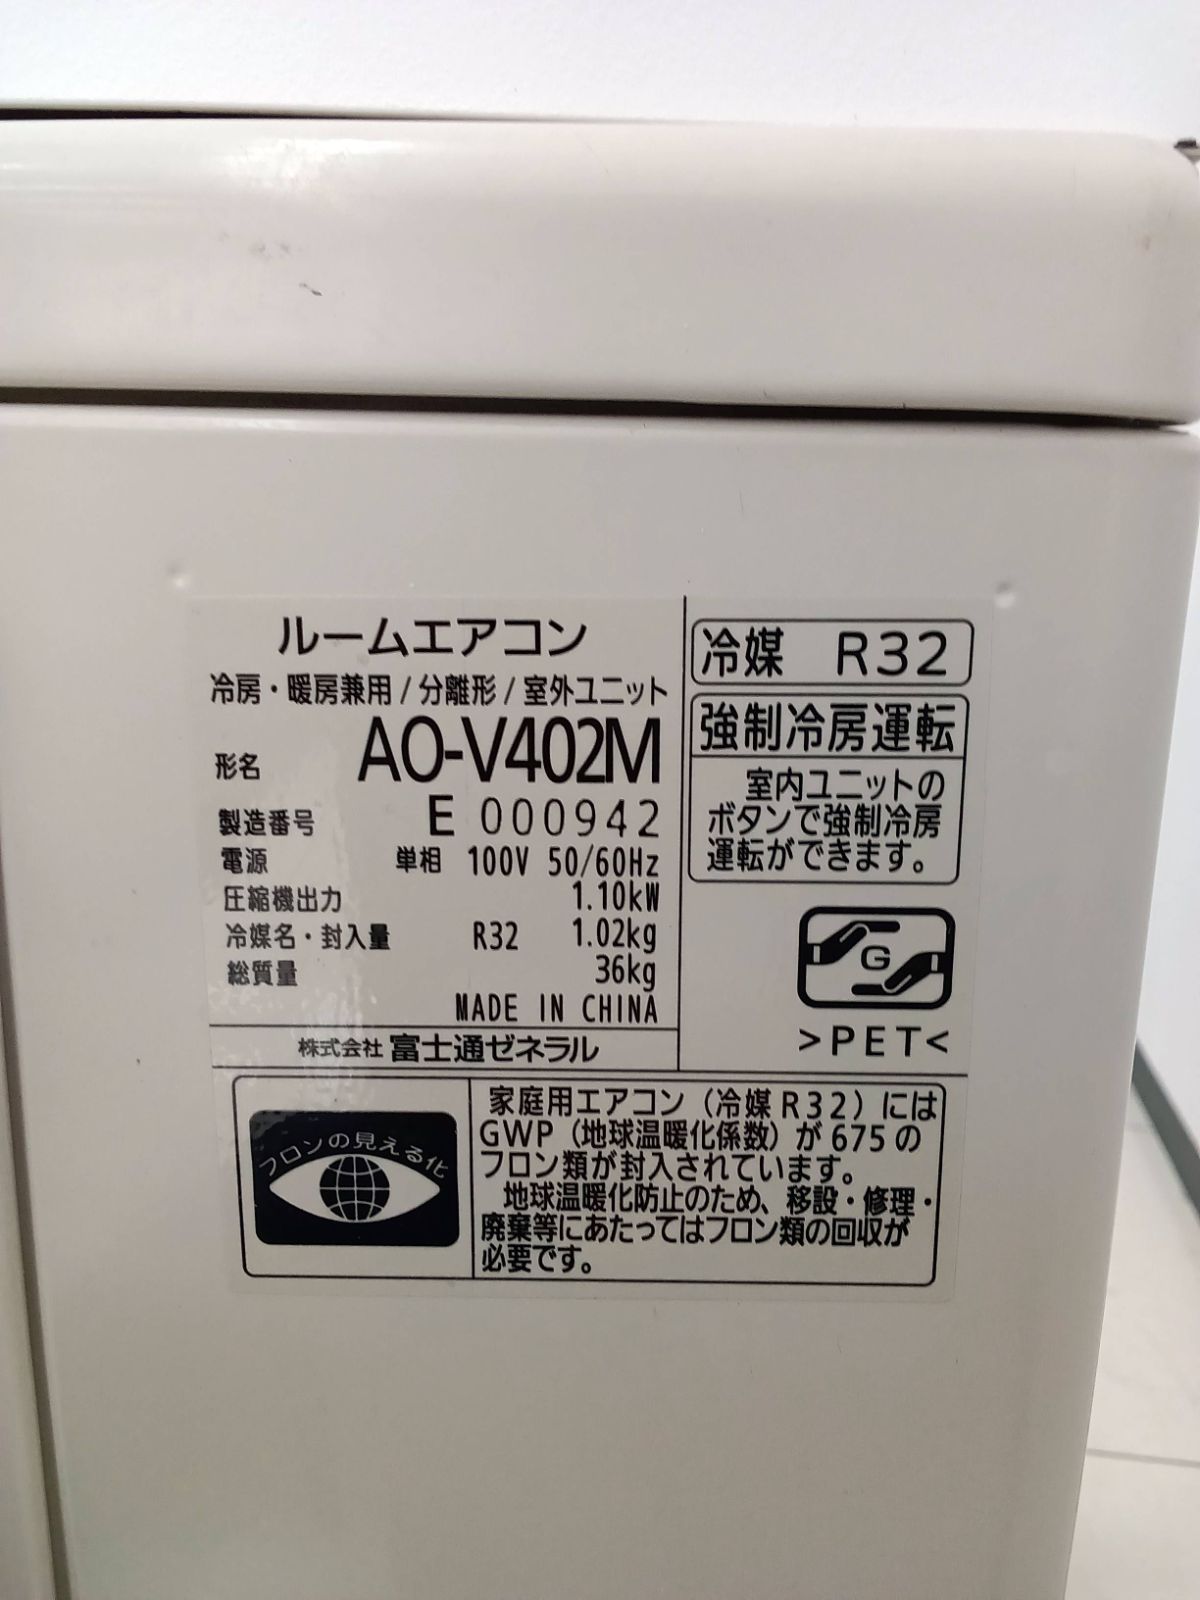 ルームエアコン
冷房・暖房兼用/分離形/室外ユニット
形名 AO-V402M
製造番号 E 000942
電源 単相 100V 50/60Hz
圧縮機出力 1.10kW
冷媒名・封入量 R32 1.02kg
総質量 36kg
MADE IN CHINA
株式会社 富士通ゼネラル
冷媒 R32
強制冷房運転
室内ユニットの
ボタンで強制冷房
運転ができます。
G
>PET<
フロンの見える化
家庭用エアコン（冷媒R32）には
GWP（地球温暖化係数）が675の
フロン類が封入されています。
地球温暖化防止のため、移設・修理・
廃棄等にあたってはフロン類の回収が
必要です。